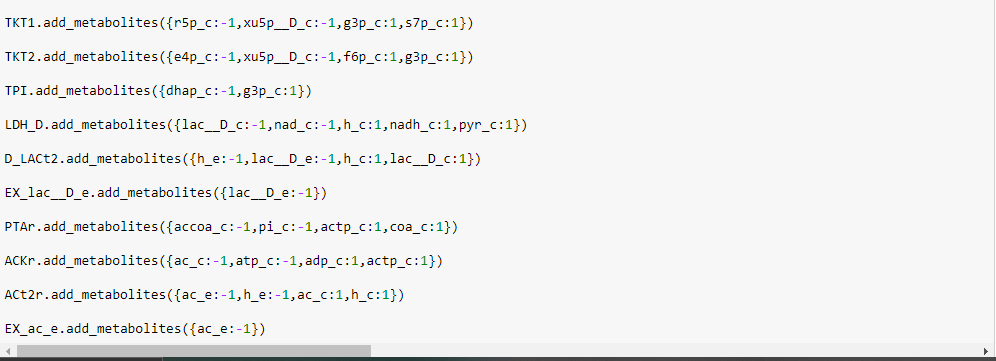 TKT1.add_metabolites({r5p_c:-1,xu5p__D_c:-1,g3p_c:1,s7p_c:1})
TKT2.add_metabolites({e4p_c:-1,xu5p__D_c:-1,f6p_c:1,g3p_c:1})
TPI.add_metabolites({dhap_c:-1,g3p_c:1})
LDH_D.add_metabolites({lac__D_c:-1,nad_c:-1,h_c:1,nadh_c:1,pyr_c:1})
D_LACt2.add_metabolites({h_e:-1,lac__D_e:-1,h_c:1,lac__D_c:1})
EX_lac__D_e.add_metabolites({lac__D_e:-1})
PTAr.add_metabolites({accoa_c:-1,pi_c:-1,actp_c:1,coa_c:1})
ACKr.add_metabolites({ac_c:-1,atp_c:-1,adp_c:1,actp_c:1})
ACt2r.add_metabolites({ac_e:-1,h_e:-1,ac_c:1,h_c:1})
EX_ac_e.add_metabolites({ac_e:-1})